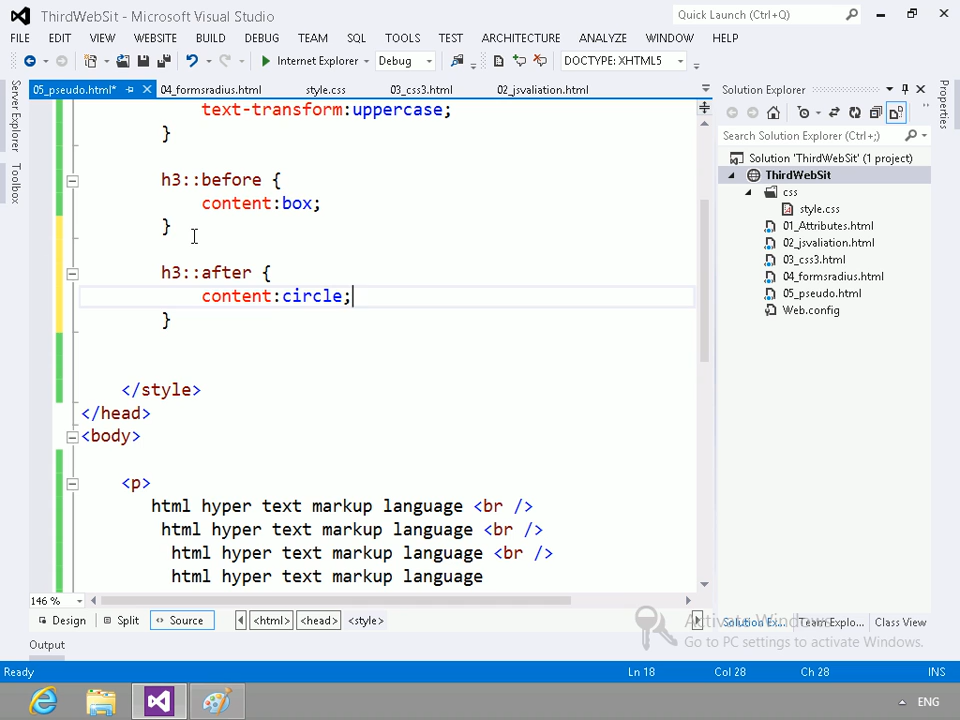 ThirdWebSit - Microsoft Visual Studio
Quick Launch (Ctrl+Q)
FILE EDIT VIEW WEBSITE BUILD DEBUG TEAM SQL TOOLS TEST ARCHITECTURE ANALYZE WINDOW HELP
Internet Explorer Debug DOCTYPE: XHTML5
05_pseudo.html* 04_formsradius.html style.css 03_css3.html 02_jsvaliation.html
Server Explorer
Toolbox
text-transform:uppercase;
}
h3::before {
content:box;
}
h3::after {
content:circle;
}
</style>
</head>
<body>
<p>
html hyper text markup language <br />
html hyper text markup language <br />
html hyper text markup language <br />
html hyper text markup language
146 %
Design Split Source <html> <head> <style>
Output
Solution Explorer
Search Solution Explorer (Ctrl+;)
Solution 'ThirdWebSit' (1 project)
ThirdWebSit
css
style.css
01_Attributes.html
02_jsvaliation.html
03_css3.html
04_formsradius.html
05_pseudo.html
Web.config
Properties
Activate Windows
Go to PC settings to activate Windows.
Solution Ex... Team Explo... Class View
Ready Ln 18 Col 28 Ch 28 INS
ENG